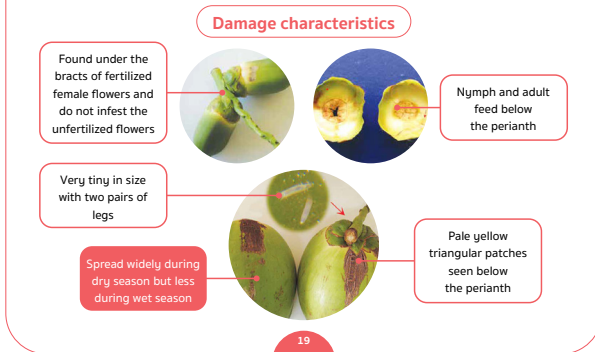 Damage characteristics
Found under the
bracts of fertilized
female flowers and
do not infest the
unfertilized flowers
Nymph and adult
feed below
the perianth
Very tiny in size
with two pairs of
legs
Spread widely during
dry season but less
during wet season
Pale yellow
triangular patches
seen below
the perianth
19